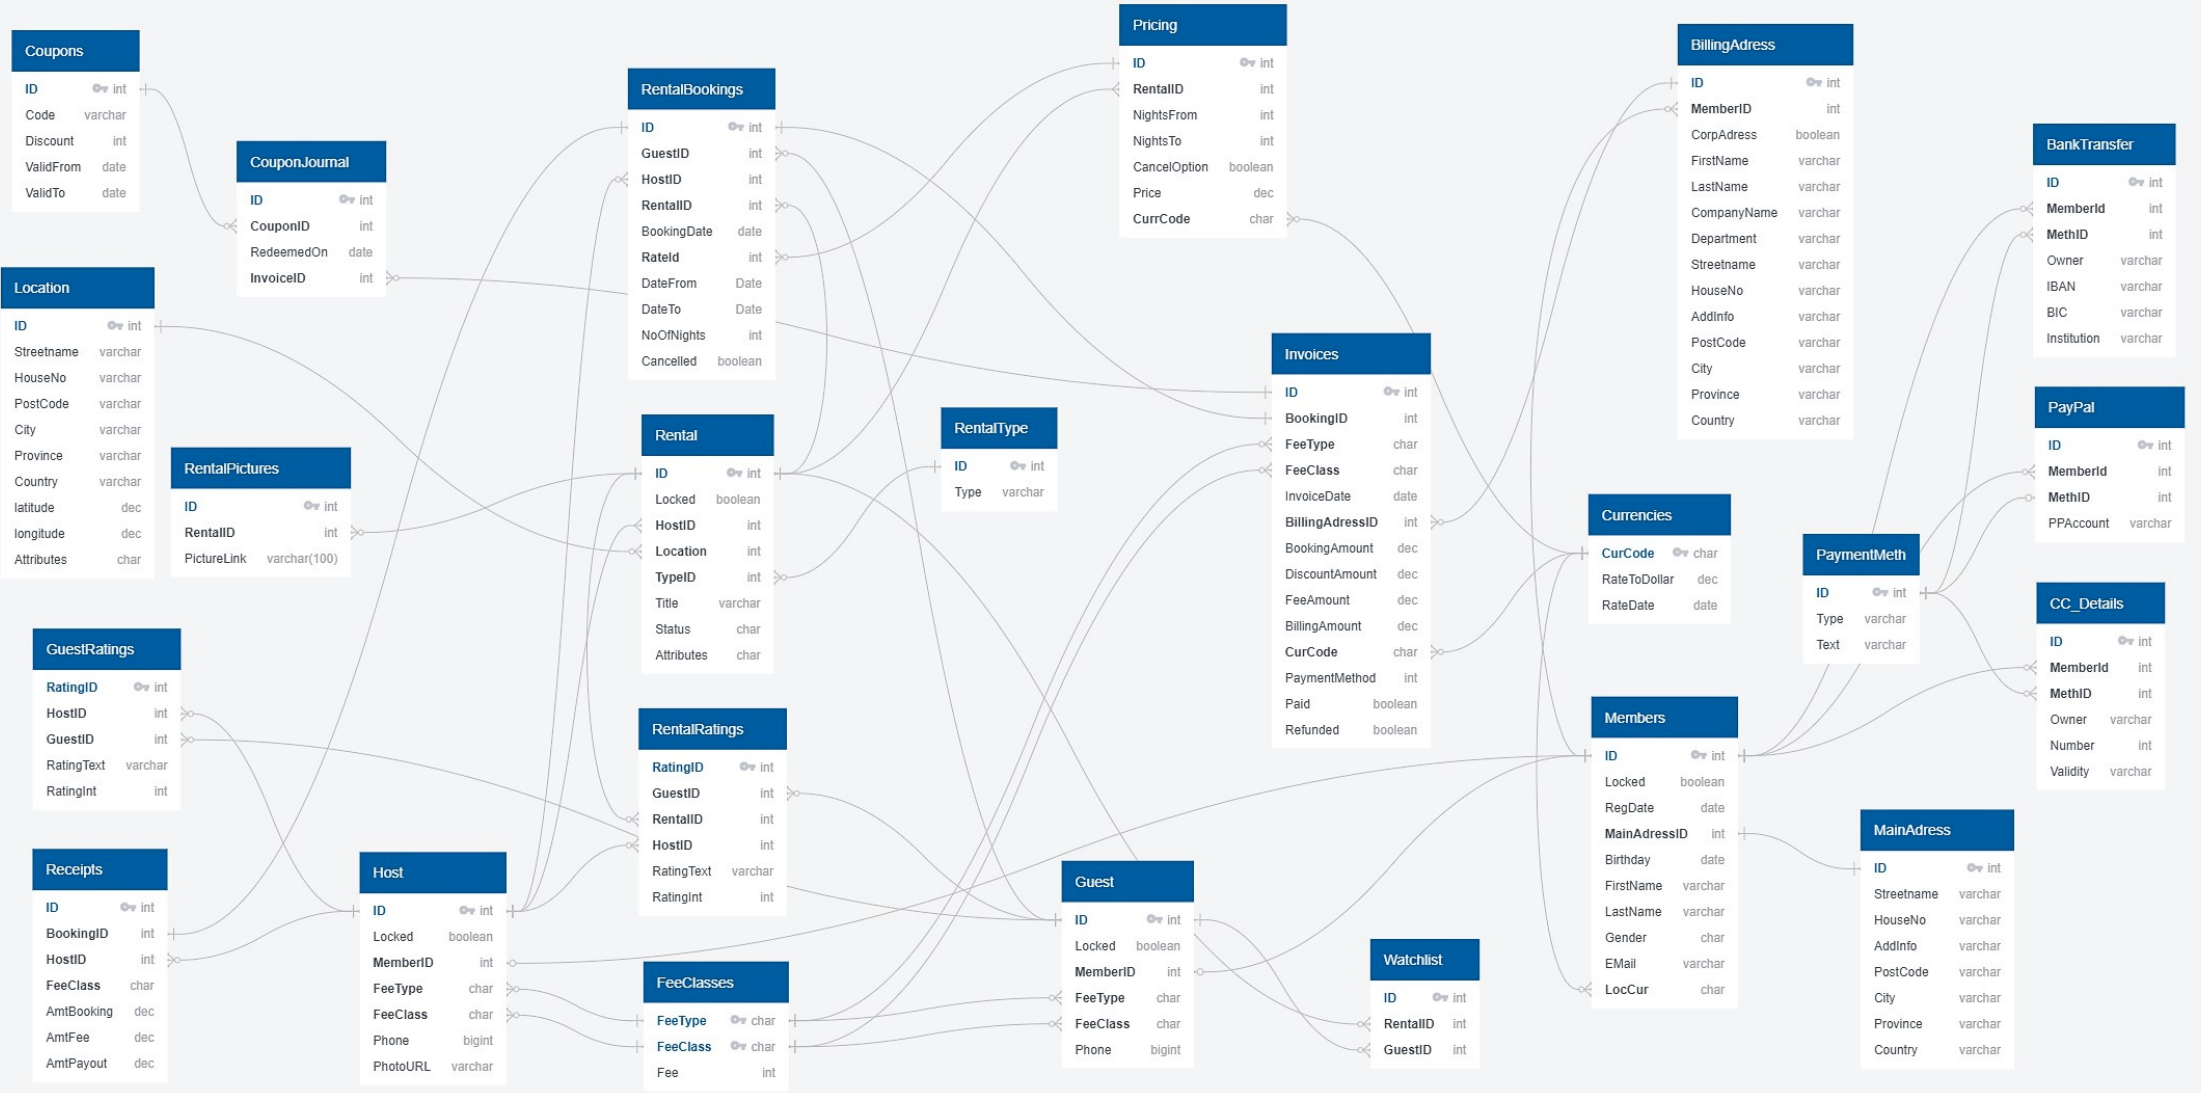 Coupons
ID int
Code varchar
Discount int
ValidFrom date
ValidTo date
CouponJournal
ID int
CouponID int
RedeemedOn date
InvoiceID int
Location
ID int
Streetname varchar
HouseNo varchar
PostCode varchar
City varchar
Province varchar
Country varchar
latitude dec
longitude dec
Attributes char
RentalPictures
ID int
RentalID int
PictureLink varchar(100)
GuestRatings
RatingID int
HostID int
GuestID int
RatingText varchar
RatingInt int
Receipts
ID int
BookingID int
HostID int
FeeClass char
AmtBooking dec
AmtFee dec
AmtPayout dec
Host
ID int
Locked boolean
MemberID int
FeeType char
FeeClass char
Phone bigint
PhotoURL varchar
RentalBookings
ID int
GuestID int
HostID int
RentalID int
BookingDate date
RateId int
DateFrom Date
DateTo Date
NoOfNights int
Cancelled boolean
Rental
ID int
Locked boolean
HostID int
Location int
TypeID int
Title varchar
Status char
Attributes char
RentalRatings
RatingID int
GuestID int
RentalID int
HostID int
RatingText varchar
RatingInt int
FeeClasses
FeeType char
FeeClass char
Fee int
RentalType
ID int
Type varchar
Pricing
ID int
RentalID int
NightsFrom int
NightsTo int
CancelOption boolean
Price dec
CurrCode char
Invoices
ID int
BookingID int
FeeType char
FeeClass char
InvoiceDate date
BillingAdressID int
BookingAmount dec
DiscountAmount dec
FeeAmount dec
BillingAmount dec
CurCode char
PaymentMethod int
Paid boolean
Refunded boolean
Guest
ID int
Locked boolean
MemberID int
FeeType char
FeeClass char
Phone bigint
Watchlist
ID int
RentalID int
GuestID int
BillingAdress
ID int
MemberID int
CorpAdress boolean
FirstName varchar
LastName varchar
CompanyName varchar
Department varchar
Streetname varchar
HouseNo varchar
AddInfo varchar
PostCode varchar
City varchar
Province varchar
Country varchar
Currencies
CurCode char
RateToDollar dec
RateDate date
Members
ID int
Locked boolean
RegDate date
MainAdressID int
Birthday date
FirstName varchar
LastName varchar
Gender char
EMail varchar
LocCur char
PaymentMeth
ID int
Type varchar
Text varchar
MainAdress
ID int
Streetname varchar
HouseNo varchar
AddInfo varchar
PostCode varchar
City varchar
Province varchar
Country varchar
BankTransfer
ID int
MemberId int
MethID int
Owner varchar
IBAN varchar
BIC varchar
Institution varchar
PayPal
ID int
MemberId int
MethID int
PPAccount varchar
CC_Details
ID int
MemberId int
MethID int
Owner varchar
Number int
Validity varchar